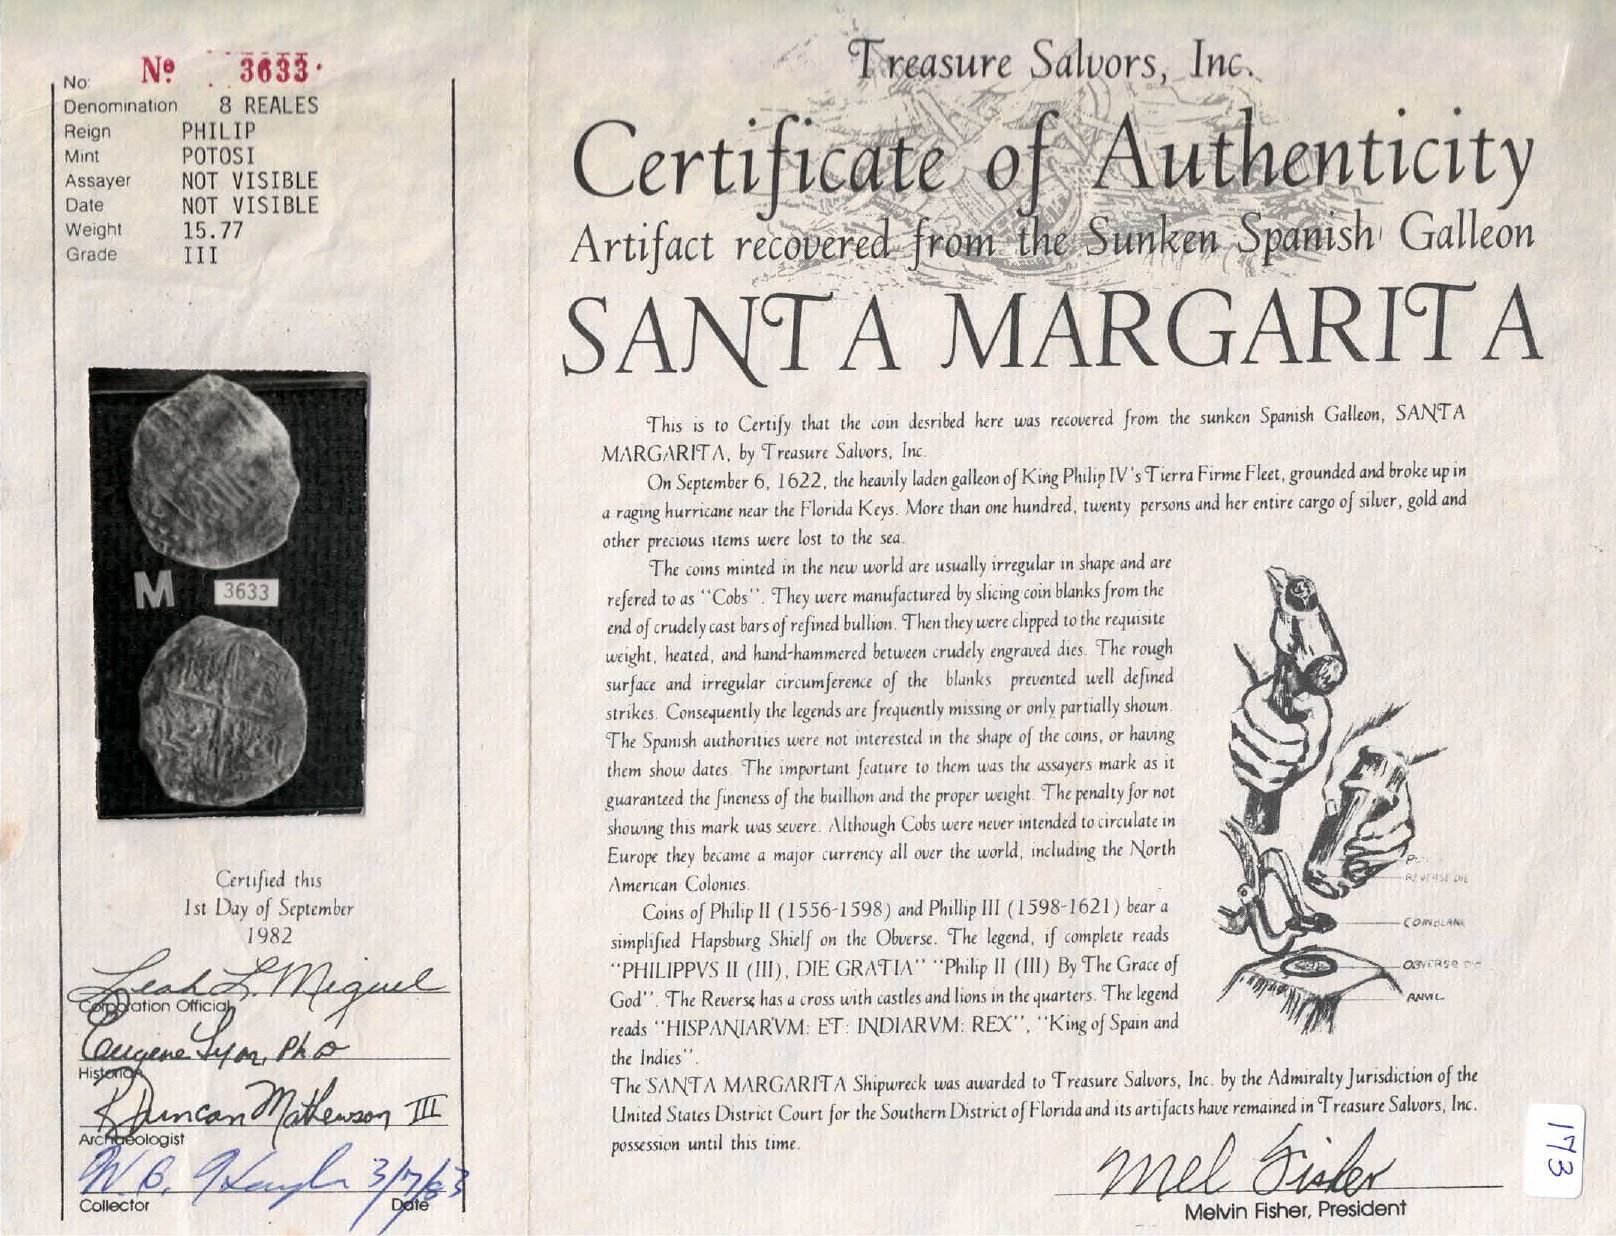 No: Nº 3633
Denomination 8 REALES
Reign PHILIP
Mint POTOSI
Assayer NOT VISIBLE
Date NOT VISIBLE
Weight 15.77
Grade III
M 3633
Certified this
1st Day of September
1982
Leah L. Miguel
Corporation Official
Eugene Lyon, PhD
Historian
R Duncan Mathewson III
Archaeologist
W. B. 3/7/83
Collector Date
Treasure Salvors, Inc.
Certificate of Authenticity
Artifact recovered from the Sunken Spanish Galleon
SANTA MARGARITA
This is to Certify that the coin desribed here was recovered from the sunken Spanish Galleon, SANTA
MARGARITA, by Treasure Salvors, Inc.
On September 6, 1622, the heavily laden galleon of King Philip IV's Tierra Firme Fleet, grounded and broke up in
a raging hurricane near the Florida Keys. More than one hundred, twenty persons and her entire cargo of silver, gold and
other precious items were lost to the sea.
The coins minted in the new world are usually irregular in shape and are
refered to as "Cobs". They were manufactured by slicing coin blanks from the
end of crudely cast bars of refined bullion. Then they were clipped to the requisite
weight, heated, and hand-hammered between crudely engraved dies. The rough
surface and irregular circumference of the blanks prevented well defined
strikes. Consequently the legends are frequently missing or only partially shown.
The Spanish authorities were not interested in the shape of the coins, or having
them show dates. The important feature to them was the assayers mark as it
guaranteed the fineness of the buillion and the proper weight. The penalty for not
showing this mark was severe. Although Cobs were never intended to circulate in
Europe they became a major currency all over the world, including the North
American Colonies.
Coins of Philip II (1556-1598) and Phillip III (1598-1621) bear a
simplified Hapsburg Shielf on the Obverse. The legend, if complete reads
"PHILIPPVS II (III), DIE GRATIA" "Philip II (III) By The Grace of
God". The Reverse has a cross with castles and lions in the quarters. The legend
reads "HISPANIARVM: ET: INDIARVM: REX", "King of Spain and
the Indies".
REVERSE DIE
COIN BLANK
OBVERSE DIE
ANVIL
The SANTA MARGARITA Shipwreck was awarded to Treasure Salvors, Inc. by the Admiralty Jurisdiction of the
United States District Court for the Southern District of Florida and its artifacts have remained in Treasure Salvors, Inc.
possession until this time.
Mel Fisher
Melvin Fisher, President
173